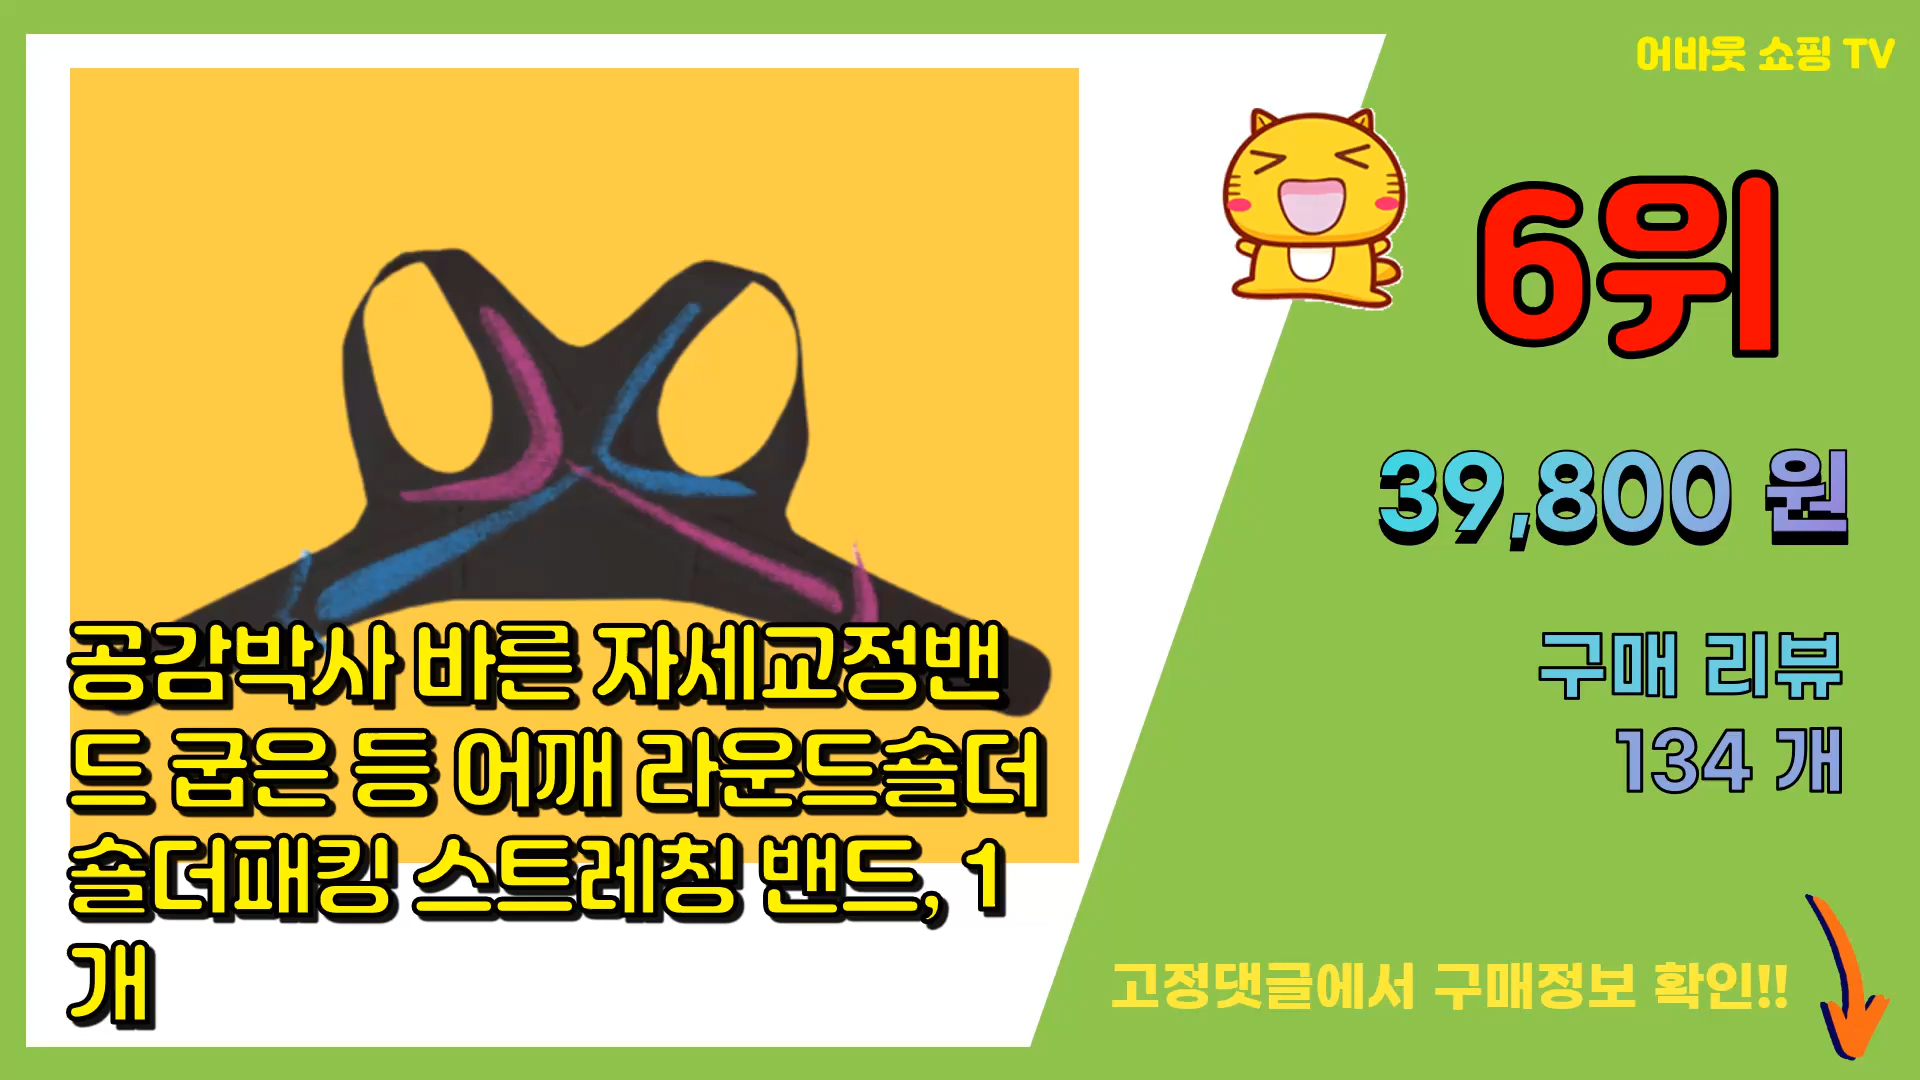 어바웃 쇼핑 TV
6위
39,800 원
구매 리뷰
134 개
공감박사 바른 자세교정밴
드 굽은 등 어깨 라운드숄더
숄더패킹 스트레칭 밴드, 1
개
고정댓글에서 구매정보 확인!!